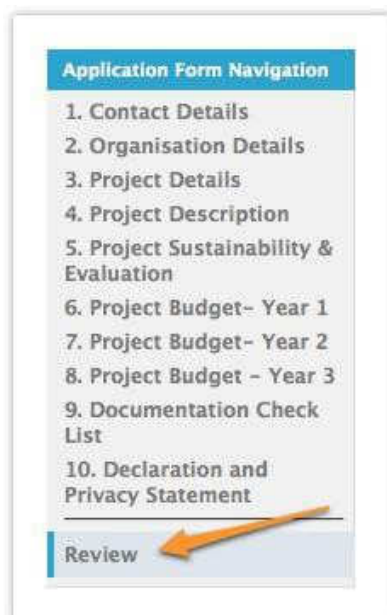 Application Form Navigation
1. Contact Details
2. Organisation Details
3. Project Details
4. Project Description
5. Project Sustainability &
Evaluation
6. Project Budget– Year 1
7. Project Budget– Year 2
8. Project Budget – Year 3
9. Documentation Check
List
10. Declaration and
Privacy Statement
Review